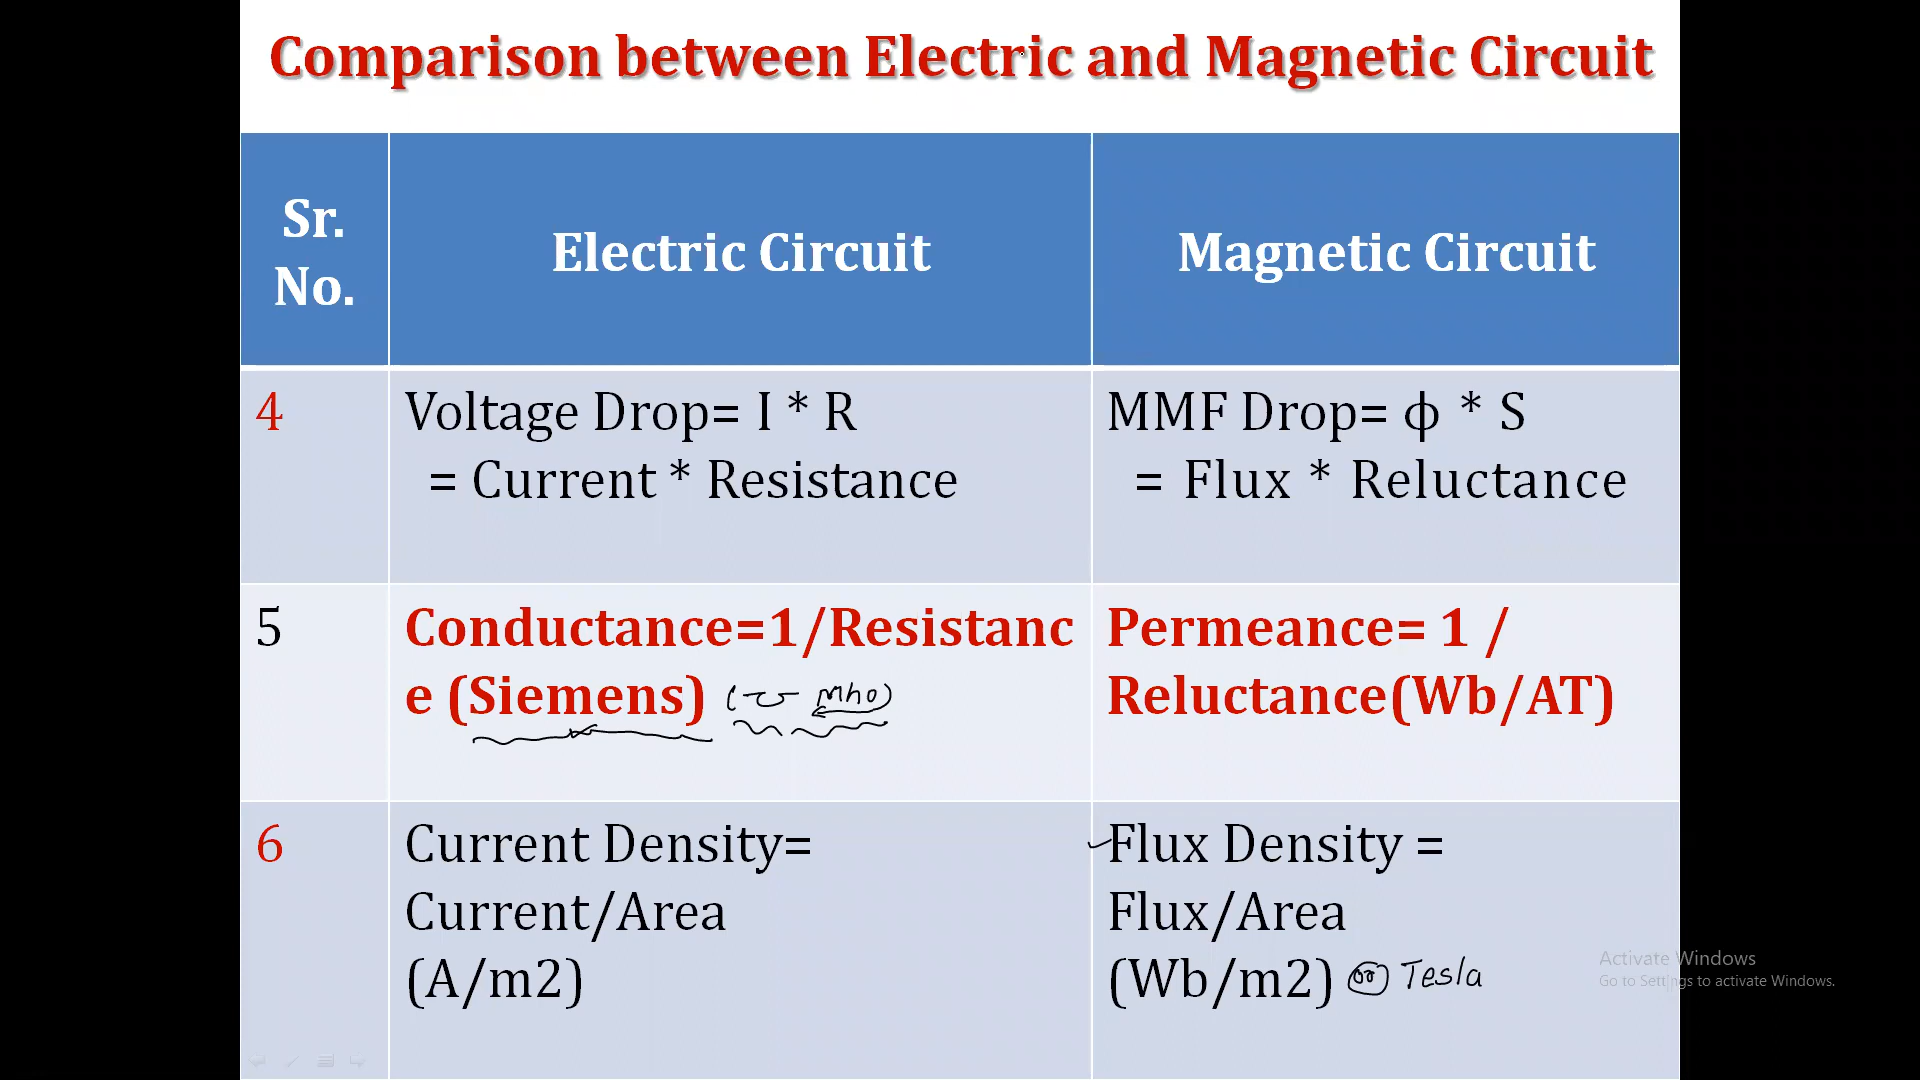 Comparison between Electric and Magnetic Circuit
Sr.
No.
Electric Circuit
Magnetic Circuit
4
Voltage Drop= I * R
= Current * Resistance
MMF Drop= ϕ * S
= Flux * Reluctance
5
Conductance=1/Resistanc
e (Siemens) (℧ Mho)
Permeance= 1 /
Reluctance(Wb/AT)
6
Current Density=
Current/Area
(A/m2)
Flux Density =
Flux/Area
(Wb/m2) or Tesla
Activate Windows
Go to Settings to activate Windows.